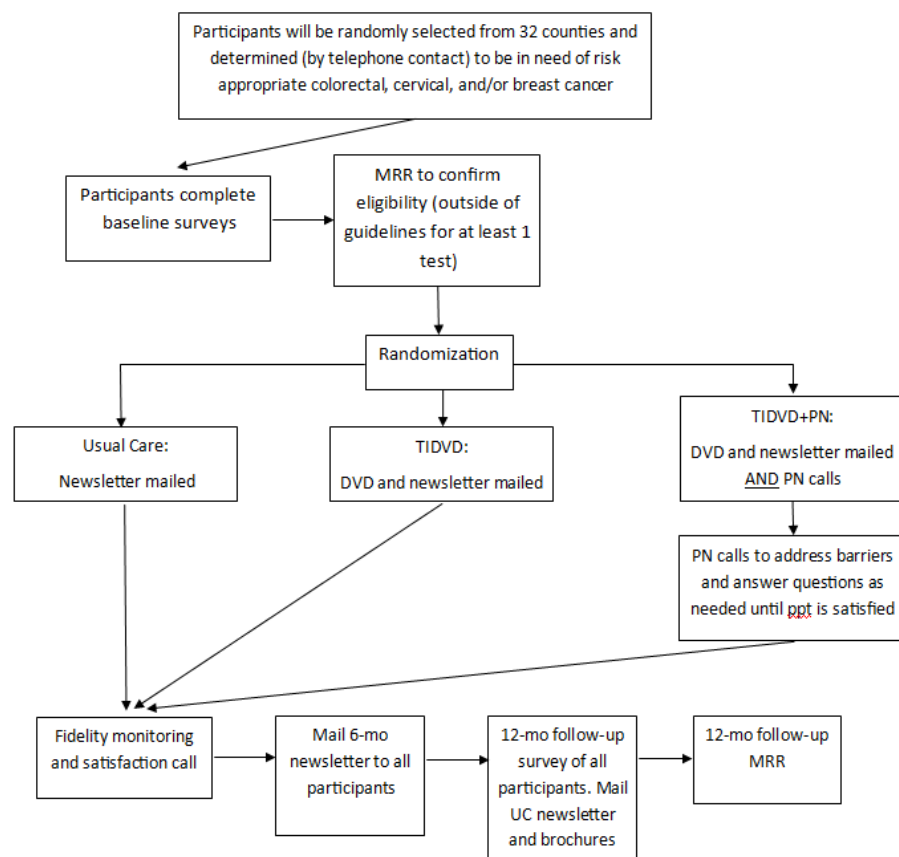 Participants will be randomly selected from 32 counties and
determined (by telephone contact) to be in need of risk
appropriate colorectal, cervical, and/or breast cancer
Participants complete
baseline surveys
MRR to confirm
eligibility (outside of
guidelines for at least 1
test)
Randomization
Usual Care:
Newsletter mailed
TIDVD:
DVD and newsletter mailed
TIDVD+PN:
DVD and newsletter mailed
AND PN calls
PN calls to address barriers
and answer questions as
needed until ppt is satisfied
Fidelity monitoring
and satisfaction call
Mail 6-mo
newsletter to all
participants
12-mo follow-up
survey of all
participants. Mail
UC newsletter
and brochures
12-mo follow-up
MRR